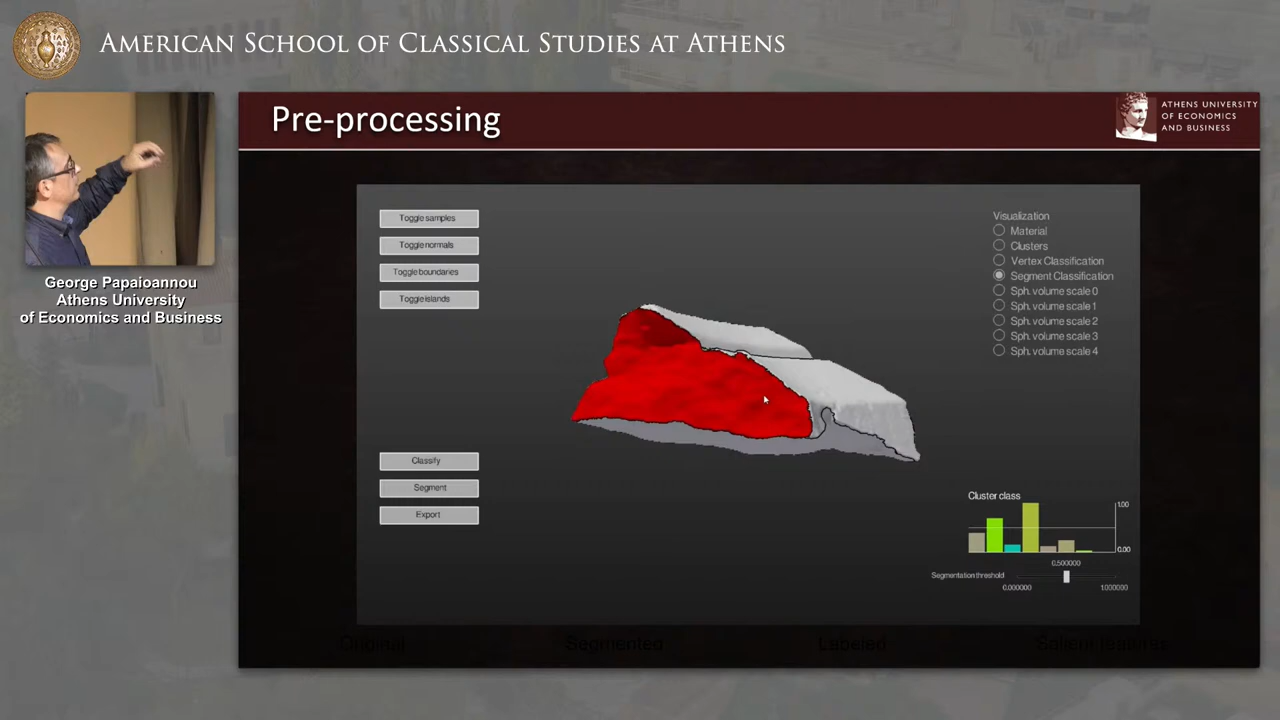 AMERICAN SCHOOL OF CLASSICAL STUDIES AT ATHENS
Pre-processing
ATHENS UNIVERSITY
OF ECONOMICS
AND BUSINESS
George Papaioannou
Athens University
of Economics and Business
Toggle samples
Toggle normals
Toggle boundaries
Toggle islands
Classify
Segment
Export
Visualization
Material
Clusters
Vertex Classification
Segment Classification
Sph. volume scale 0
Sph. volume scale 1
Sph. volume scale 2
Sph. volume scale 3
Sph. volume scale 4
Cluster class
1.00
0.00
0.500000
Segmentation threshold
0.000000 1.000000
Original Segmented Labeled Salient features